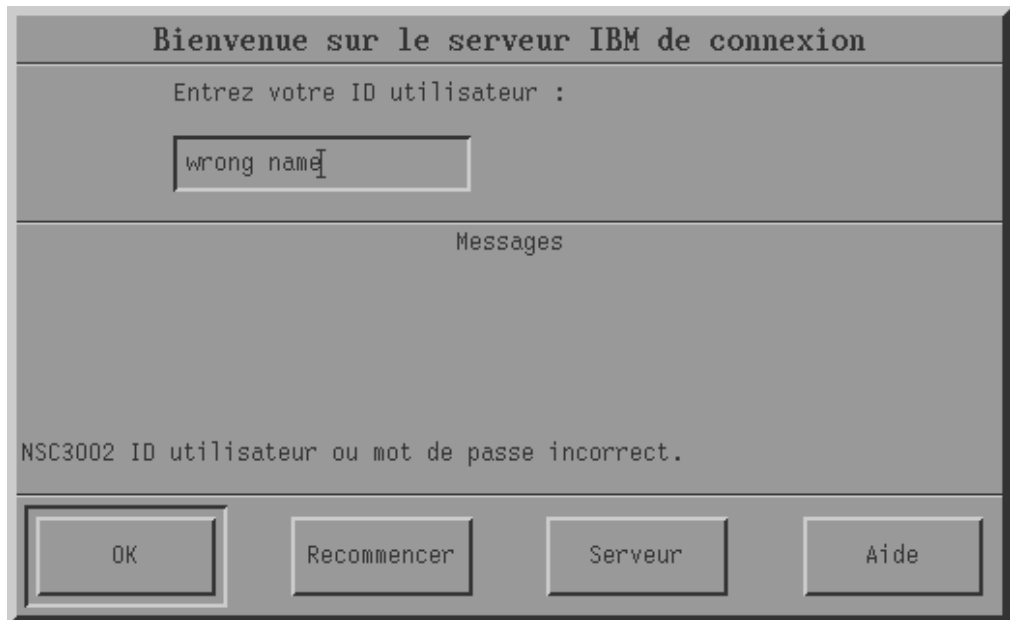 Bienvenue sur le serveur IBM de connexion
Entrez votre ID utilisateur :
wrong name
Messages
NSC3002 ID utilisateur ou mot de passe incorrect.
OK Recommencer Serveur Aide